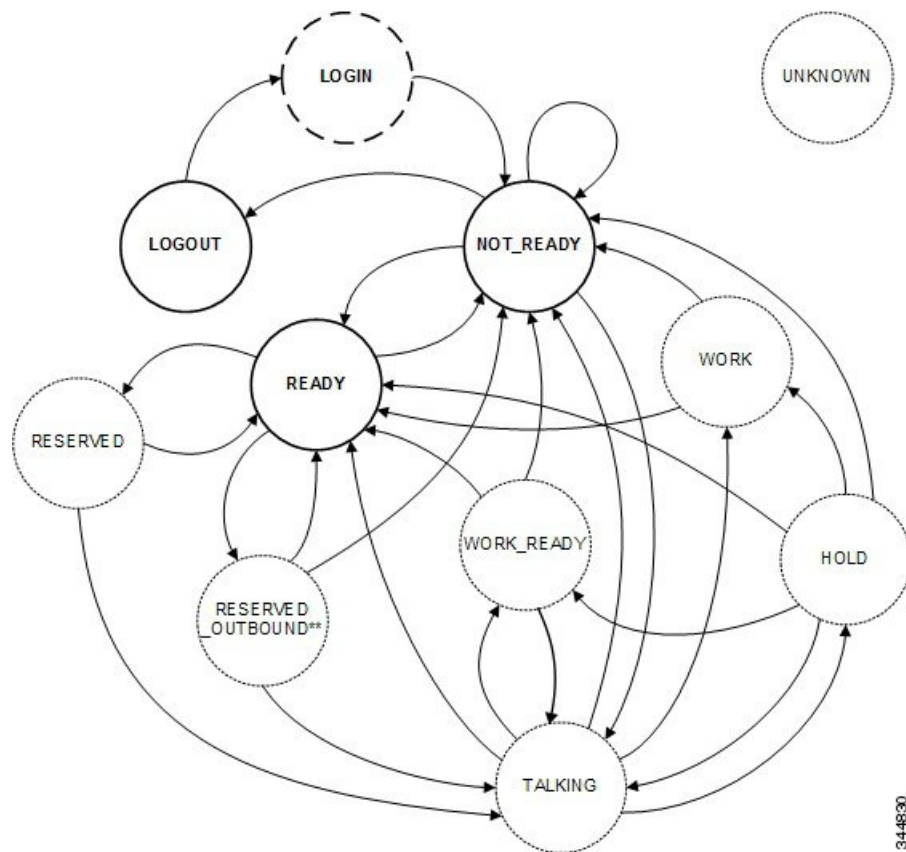 LOGIN
UNKNOWN
LOGOUT
NOT_READY
WORK
READY
RESERVED
WORK_READY
HOLD
RESERVED
_OUTBOUND**
TALKING
344830